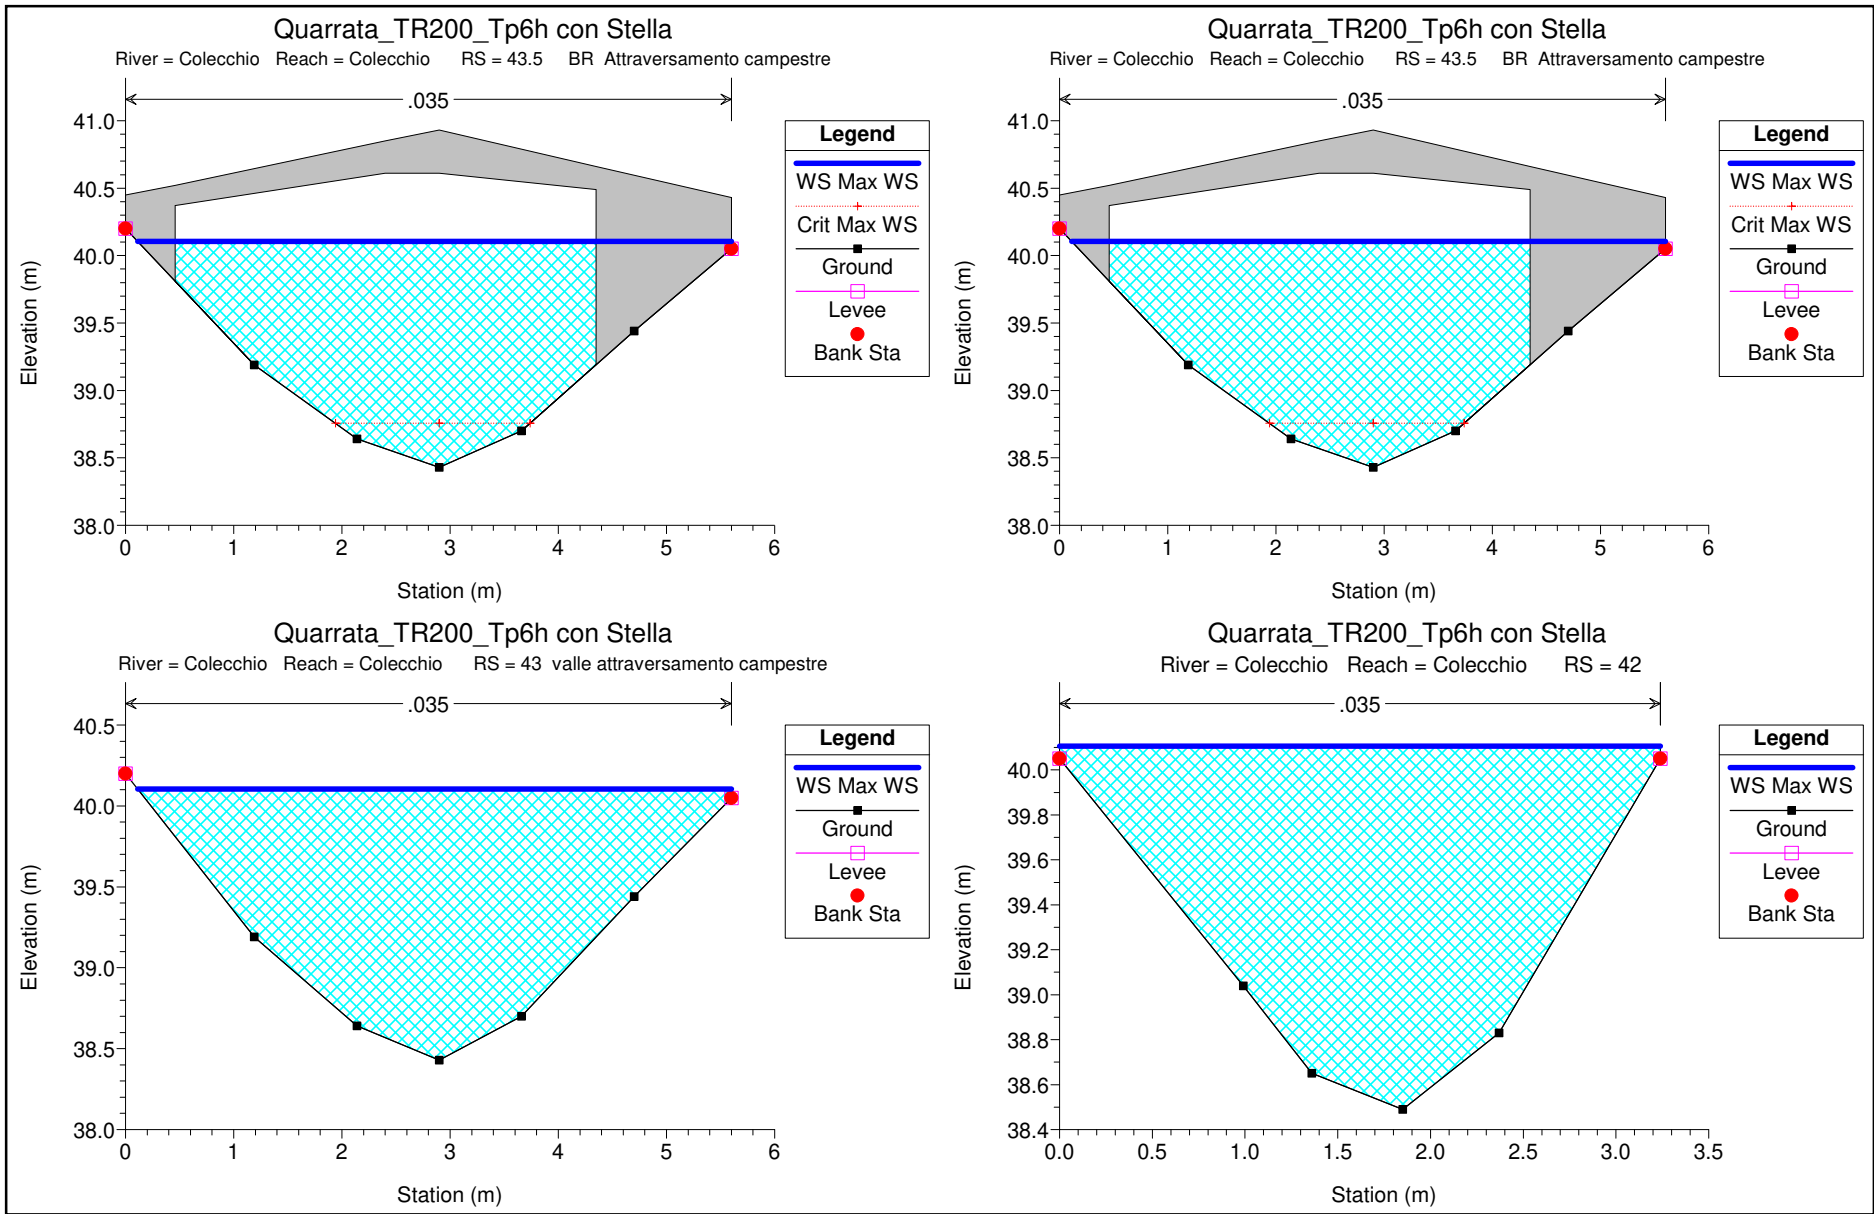 Quarrata_TR200_Tp6h con Stella
River = Colecchio Reach = Colecchio RS = 43.5 BR Attraversamento campestre
.035
41.0
40.5
40.0
39.5
39.0
38.5
38.0
Elevation (m)
0 1 2 3 4 5 6
Station (m)
Legend
WS Max WS
Crit Max WS
Ground
Levee
Bank Sta
Quarrata_TR200_Tp6h con Stella
River = Colecchio Reach = Colecchio RS = 43.5 BR Attraversamento campestre
.035
41.0
40.5
40.0
39.5
39.0
38.5
38.0
Elevation (m)
0 1 2 3 4 5 6
Station (m)
Legend
WS Max WS
Crit Max WS
Ground
Levee
Bank Sta
Quarrata_TR200_Tp6h con Stella
River = Colecchio Reach = Colecchio RS = 43 valle attraversamento campestre
.035
40.5
40.0
39.5
39.0
38.5
38.0
Elevation (m)
0 1 2 3 4 5 6
Station (m)
Legend
WS Max WS
Ground
Levee
Bank Sta
Quarrata_TR200_Tp6h con Stella
River = Colecchio Reach = Colecchio RS = 42
.035
40.0
39.8
39.6
39.4
39.2
39.0
38.8
38.6
38.4
Elevation (m)
0.0 0.5 1.0 1.5 2.0 2.5 3.0 3.5
Station (m)
Legend
WS Max WS
Ground
Levee
Bank Sta